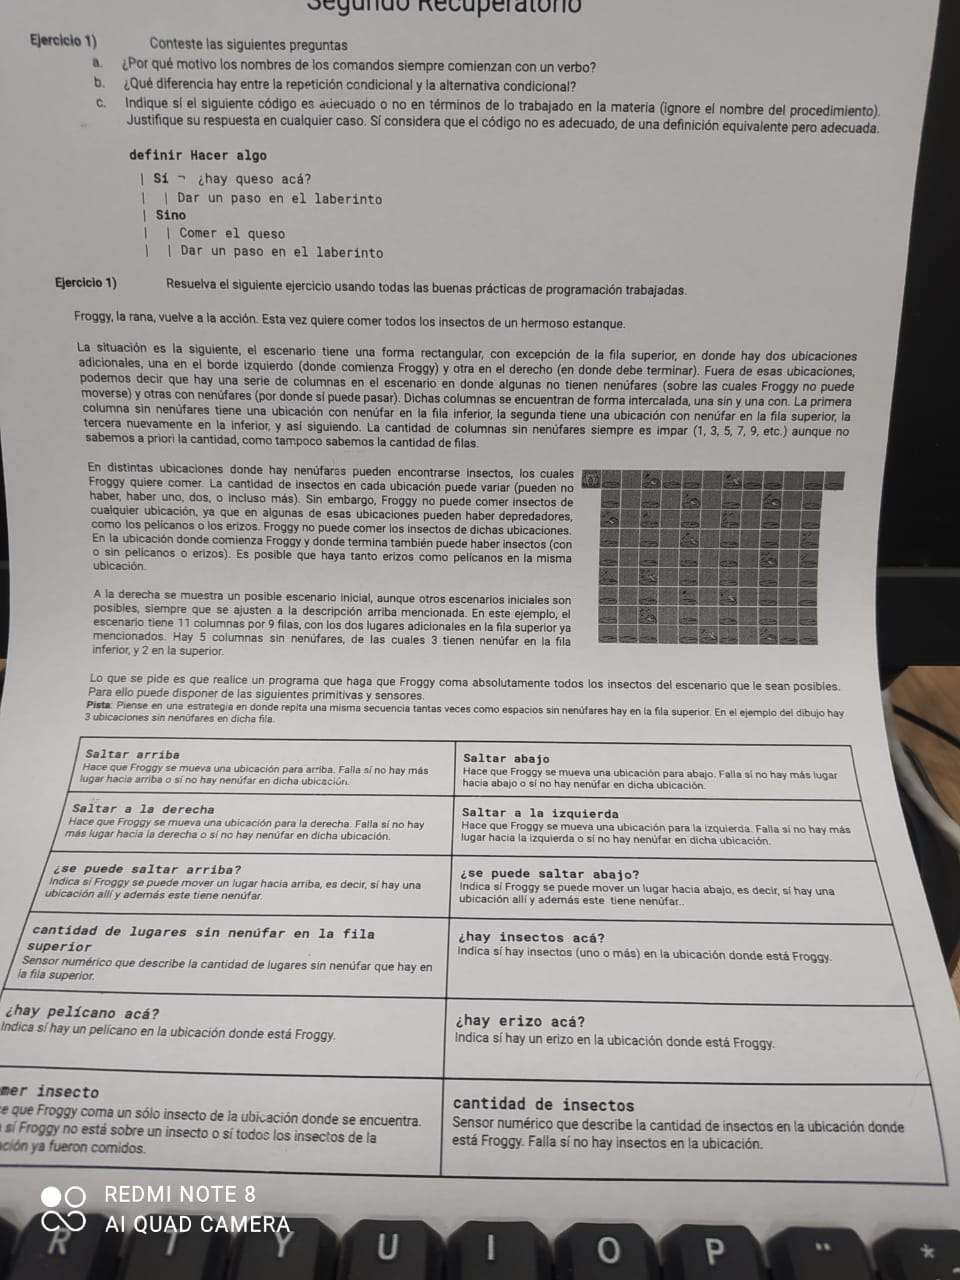 Segundo Recuperatorio
Ejercicio 1) Conteste las siguientes preguntas
a. ¿Por qué motivo los nombres de los comandos siempre comienzan con un verbo?
b. ¿Qué diferencia hay entre la repetición condicional y la alternativa condicional?
c. Indique sí el siguiente código es adecuado o no en términos de lo trabajado en la materia (ignore el nombre del procedimiento).
Justifique su respuesta en cualquier caso. Sí considera que el código no es adecuado, de una definición equivalente pero adecuada.
definir Hacer algo
| Sí ¬ ¿hay queso acá?
| | Dar un paso en el laberinto
| Sino
| | Comer el queso
| | Dar un paso en el laberinto
Ejercicio 1) Resuelva el siguiente ejercicio usando todas las buenas prácticas de programación trabajadas.
Froggy, la rana, vuelve a la acción. Esta vez quiere comer todos los insectos de un hermoso estanque.
La situación es la siguiente, el escenario tiene una forma rectangular, con excepción de la fila superior, en donde hay dos ubicaciones
adicionales, una en el borde izquierdo (donde comienza Froggy) y otra en el derecho (en donde debe terminar). Fuera de esas ubicaciones,
podemos decir que hay una serie de columnas en el escenario en donde algunas no tienen nenúfares (sobre las cuales Froggy no puede
moverse) y otras con nenúfares (por donde sí puede pasar). Dichas columnas se encuentran de forma intercalada, una sin y una con. La primera
columna sin nenúfares tiene una ubicación con nenúfar en la fila inferior, la segunda tiene una ubicación con nenúfar en la fila superior, la
tercera nuevamente en la inferior, y así siguiendo. La cantidad de columnas sin nenúfares siempre es impar (1, 3, 5, 7, 9, etc.) aunque no
sabemos a priori la cantidad, como tampoco sabemos la cantidad de filas.
En distintas ubicaciones donde hay nenúfares pueden encontrarse insectos, los cuales
Froggy quiere comer. La cantidad de insectos en cada ubicación puede variar (pueden no
haber, haber uno, dos, o incluso más). Sin embargo, Froggy no puede comer insectos de
cualquier ubicación, ya que en algunas de esas ubicaciones pueden haber depredadores,
como los pelícanos o los erizos. Froggy no puede comer los insectos de dichas ubicaciones.
En la ubicación donde comienza Froggy y donde termina también puede haber insectos (con
o sin pelícanos o erizos). Es posible que haya tanto erizos como pelícanos en la misma
ubicación.
A la derecha se muestra un posible escenario inicial, aunque otros escenarios iniciales son
posibles, siempre que se ajusten a la descripción arriba mencionada. En este ejemplo, el
escenario tiene 11 columnas por 9 filas, con los dos lugares adicionales en la fila superior ya
mencionados. Hay 5 columnas sin nenúfares, de las cuales 3 tienen nenúfar en la fila
inferior, y 2 en la superior.
Lo que se pide es que realice un programa que haga que Froggy coma absolutamente todos los insectos del escenario que le sean posibles.
Para ello puede disponer de las siguientes primitivas y sensores.
Pista: Piense en una estrategia en donde repita una misma secuencia tantas veces como espacios sin nenúfares hay en la fila superior. En el ejemplo del dibujo hay
3 ubicaciones sin nenúfares en dicha fila.
Saltar arriba
Hace que Froggy se mueva una ubicación para arriba. Falla sí no hay más
lugar hacia arriba o sí no hay nenúfar en dicha ubicación.
Saltar abajo
Hace que Froggy se mueva una ubicación para abajo. Falla sí no hay más lugar
hacia abajo o sí no hay nenúfar en dicha ubicación.
Saltar a la derecha
Hace que Froggy se mueva una ubicación para la derecha. Falla sí no hay
más lugar hacia la derecha o sí no hay nenúfar en dicha ubicación.
Saltar a la izquierda
Hace que Froggy se mueva una ubicación para la izquierda. Falla sí no hay más
lugar hacia la izquierda o sí no hay nenúfar en dicha ubicación.
¿se puede saltar arriba?
Indica sí Froggy se puede mover un lugar hacia arriba, es decir, sí hay una
ubicación allí y además este tiene nenúfar.
¿se puede saltar abajo?
Indica sí Froggy se puede mover un lugar hacia abajo, es decir, sí hay una
ubicación allí y además este tiene nenúfar..
cantidad de lugares sin nenúfar en la fila
superior
Sensor numérico que describe la cantidad de lugares sin nenúfar que hay en
la fila superior.
¿hay insectos acá?
Indica sí hay insectos (uno o más) en la ubicación donde está Froggy.
¿hay pelícano acá?
Indica sí hay un pelícano en la ubicación donde está Froggy.
¿hay erizo acá?
Indica sí hay un erizo en la ubicación donde está Froggy.
mer insecto
e que Froggy coma un sólo insecto de la ubicación donde se encuentra.
sí Froggy no está sobre un insecto o sí todos los insectos de la
ación ya fueron comidos.
cantidad de insectos
Sensor numérico que describe la cantidad de insectos en la ubicación donde
está Froggy. Falla sí no hay insectos en la ubicación.
REDMI NOTE 8
AI QUAD CAMERA
R T Y U I O P " *